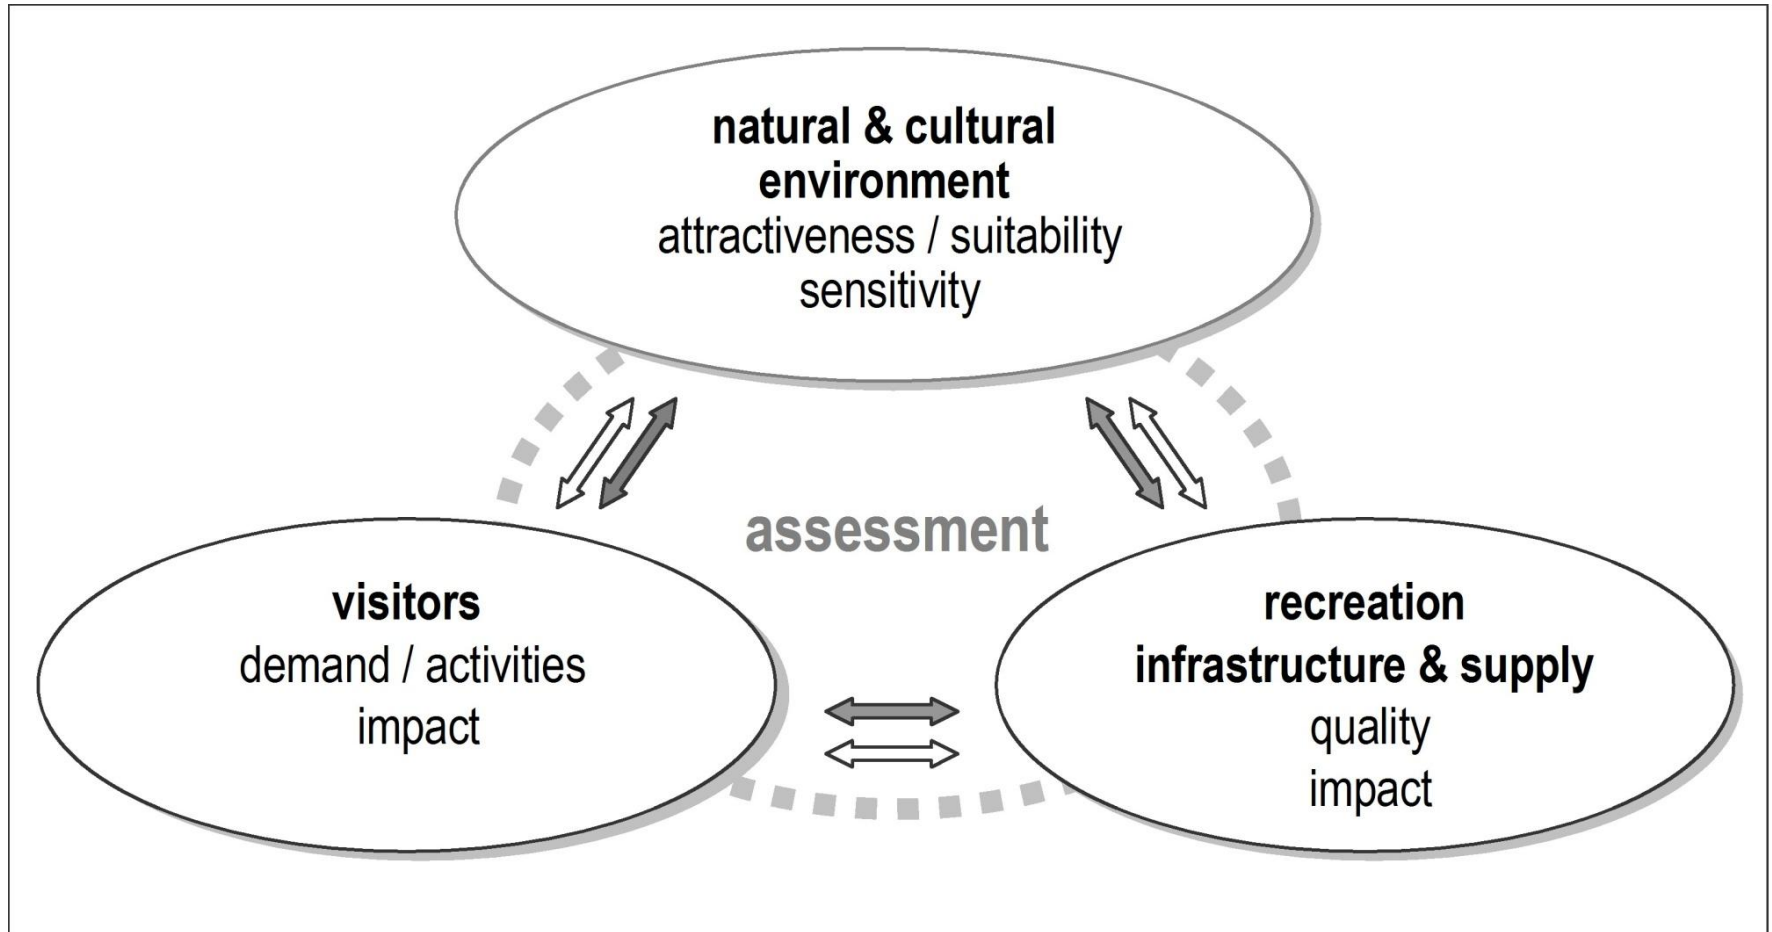 natural & cultural
environment
attractiveness / suitability
sensitivity
assessment
visitors
demand / activities
impact
recreation
infrastructure & supply
quality
impact